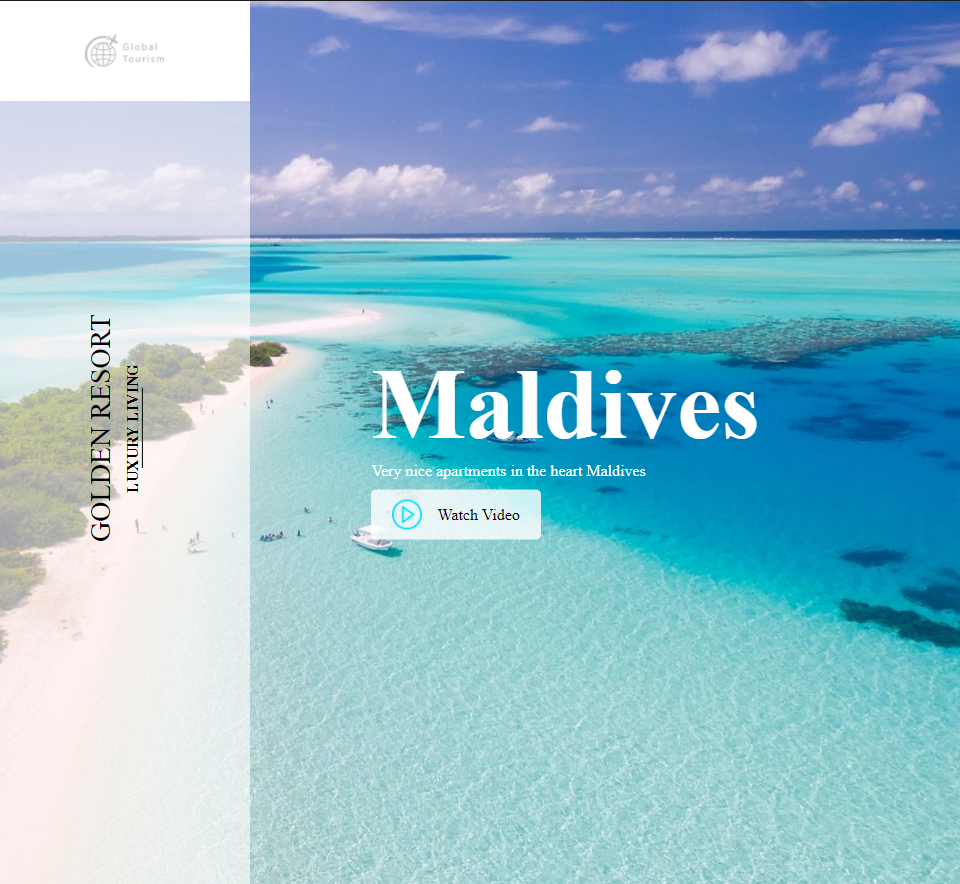 Global
Tourism
GOLDEN RESORT
LUXURY LIVING
Maldives
Very nice apartments in the heart Maldives
Watch Video